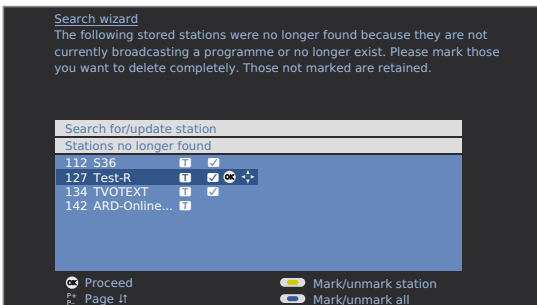 Search wizard
The following stored stations were no longer found because they are not
currently broadcasting a programme or no longer exist. Please mark those
you want to delete completely. Those not marked are retained.
Search for/update station
Stations no longer found
112 S36 T
127 Test-R T OK
134 TVOTEXT T
142 ARD-Online... T
OK Proceed
Mark/unmark station
P+ P– Page
Mark/unmark all